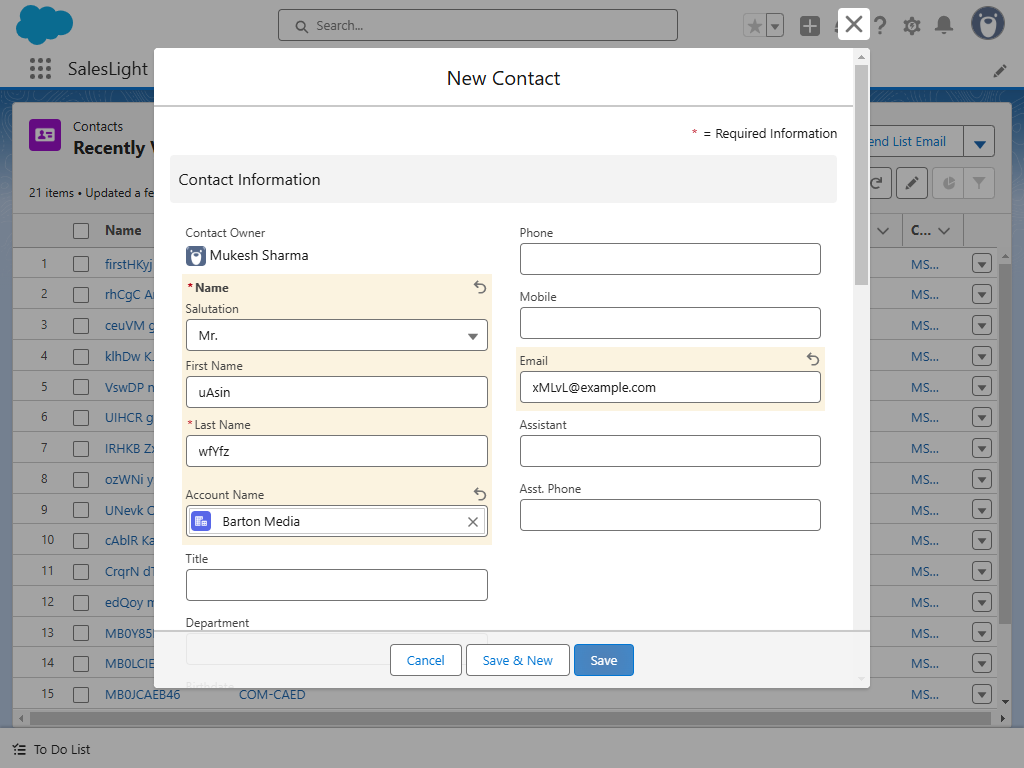 Search...
SalesLight
Contacts
Recently V
21 items • Updated a fe
end List Email
Name
C...
1 firstHKyj MS...
2 rhCgC A MS...
3 ceuVM g MS...
4 klhDw K. MS...
5 VswDP n MS...
6 UIHCR g MS...
7 IRHKB Zx MS...
8 ozWNi y MS...
9 UNevk C MS...
10 cAblR Ka MS...
11 CrqrN dT MS...
12 edQoy m MS...
13 MB0Y85 MS...
14 MB0LCIE MS...
15 MB0JCAEB46 COM-CAED MS...
New Contact
* = Required Information
Contact Information
Contact Owner
Mukesh Sharma
* Name
Salutation
Mr.
First Name
uAsin
* Last Name
wfYfz
Account Name
Barton Media
Title
Department
Birthdate
Phone
Mobile
Email
xMLvL@example.com
Assistant
Asst. Phone
Cancel
Save & New
Save
To Do List